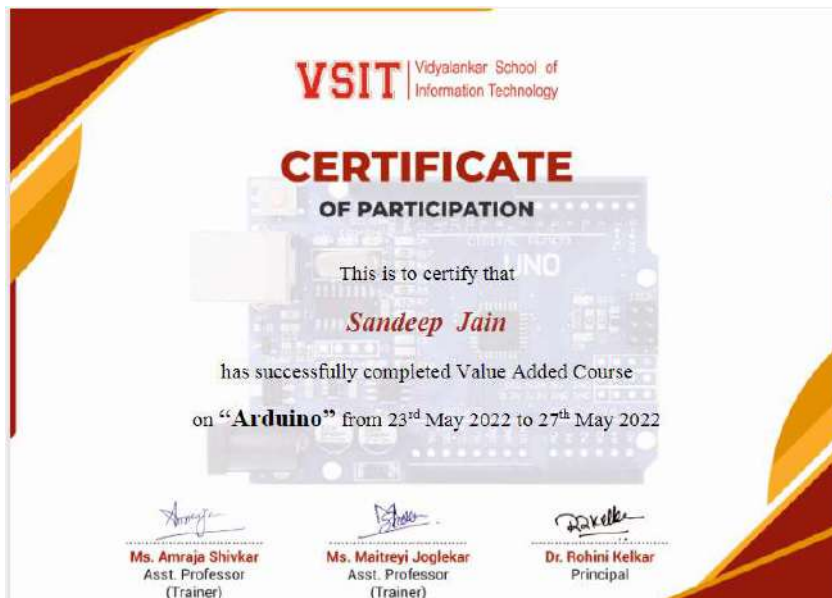 VSIT Vidyalankar School of
Information Technology
CERTIFICATE
OF PARTICIPATION
DIGITAL
UNO
This is to certify that
Sandeep Jain
has successfully completed Value Added Course
on “Arduino” from 23rd May 2022 to 27th May 2022
Ms. Amraja Shivkar
Asst. Professor
(Trainer)
Ms. Maitreyi Joglekar
Asst. Professor
(Trainer)
Dr. Rohini Kelkar
Principal